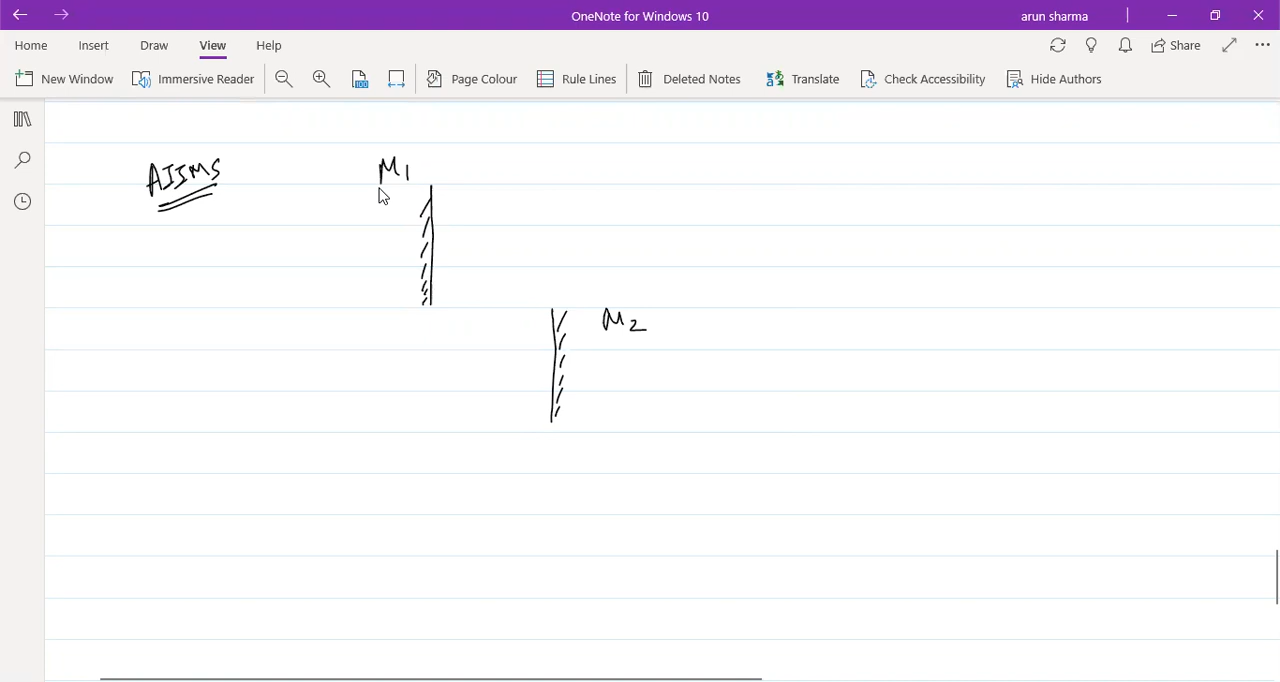 OneNote for Windows 10
arun sharma
Home Insert Draw View Help
Share
New Window Immersive Reader Page Colour Rule Lines Deleted Notes Translate Check Accessibility Hide Authors
AIIMS
M1
M2